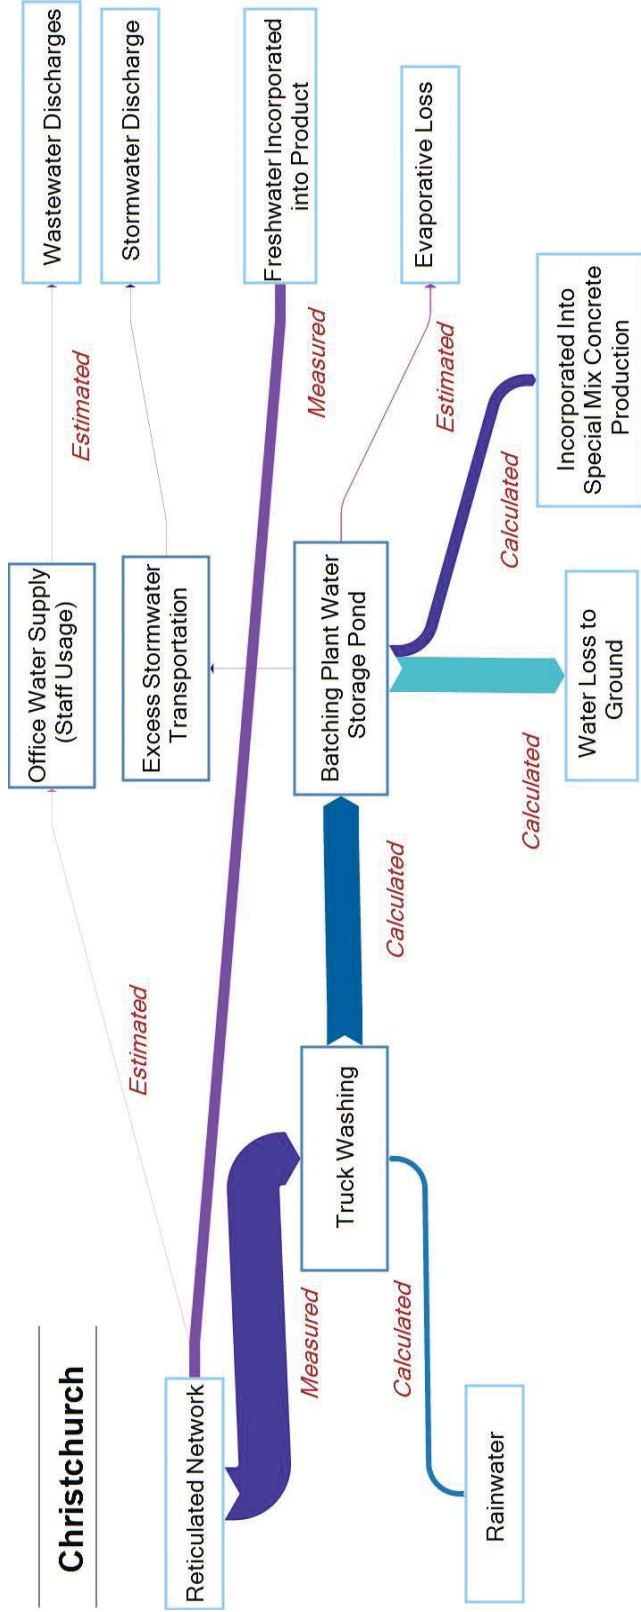 Christchurch
Reticulated Network
Estimated
Office Water Supply
(Staff Usage)
Estimated
Wastewater Discharges
Excess Stormwater
Transportation
Stormwater Discharge
Measured
Freshwater Incorporated
into Product
Measured
Truck Washing
Calculated
Rainwater
Calculated
Batching Plant Water
Storage Pond
Estimated
Evaporative Loss
Calculated
Incorporated Into
Special Mix Concrete
Production
Calculated
Water Loss to
Ground